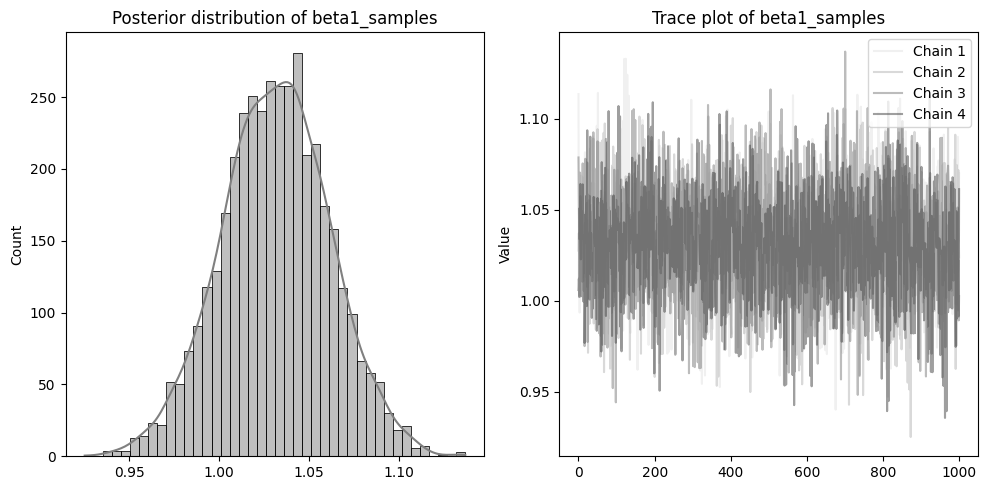 Posterior distribution of beta1_samples
Count
250
200
150
100
50
0
0.95 1.00 1.05 1.10
Trace plot of beta1_samples
Chain 1
Chain 2
Chain 3
Chain 4
Value
1.10
1.05
1.00
0.95
0 200 400 600 800 1000